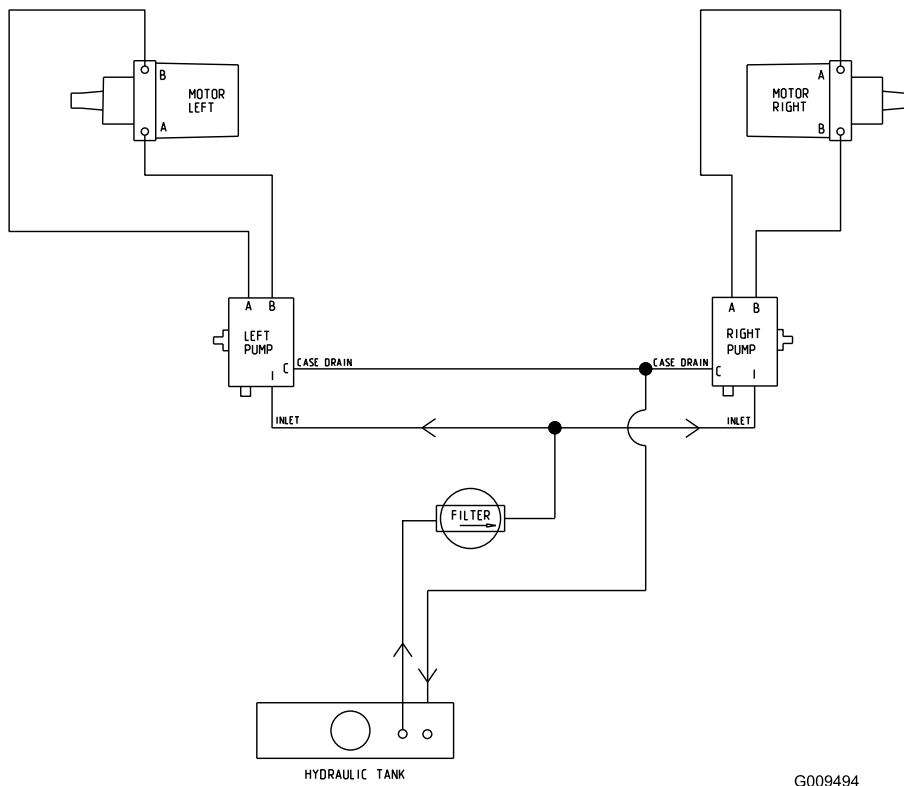 B
MOTOR
LEFT
A
A
MOTOR
RIGHT
B
A B
LEFT
PUMP
C
I
CASE DRAIN
INLET
A B
RIGHT
PUMP
CASE DRAIN
C
I
INLET
FILTER
HYDRAULIC TANK
G009494